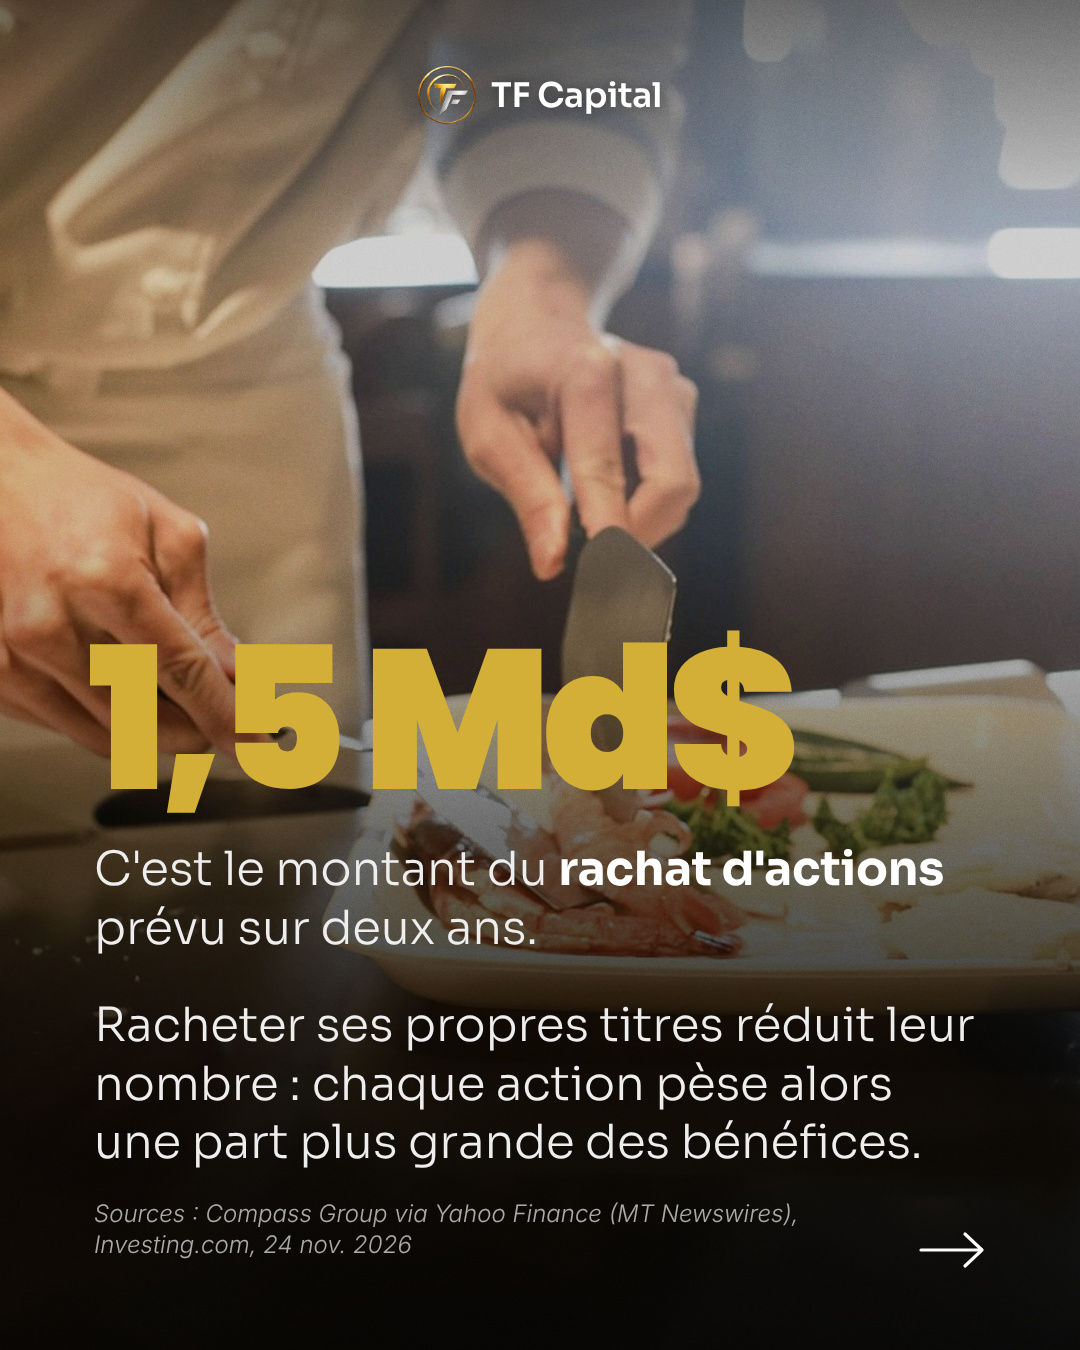 TF Capital
1,5 Md$
C'est le montant du rachat d'actions
prévu sur deux ans.
Racheter ses propres titres réduit leur
nombre : chaque action pèse alors
une part plus grande des bénéfices.
Sources : Compass Group via Yahoo Finance (MT Newswires),
Investing.com, 24 nov. 2026